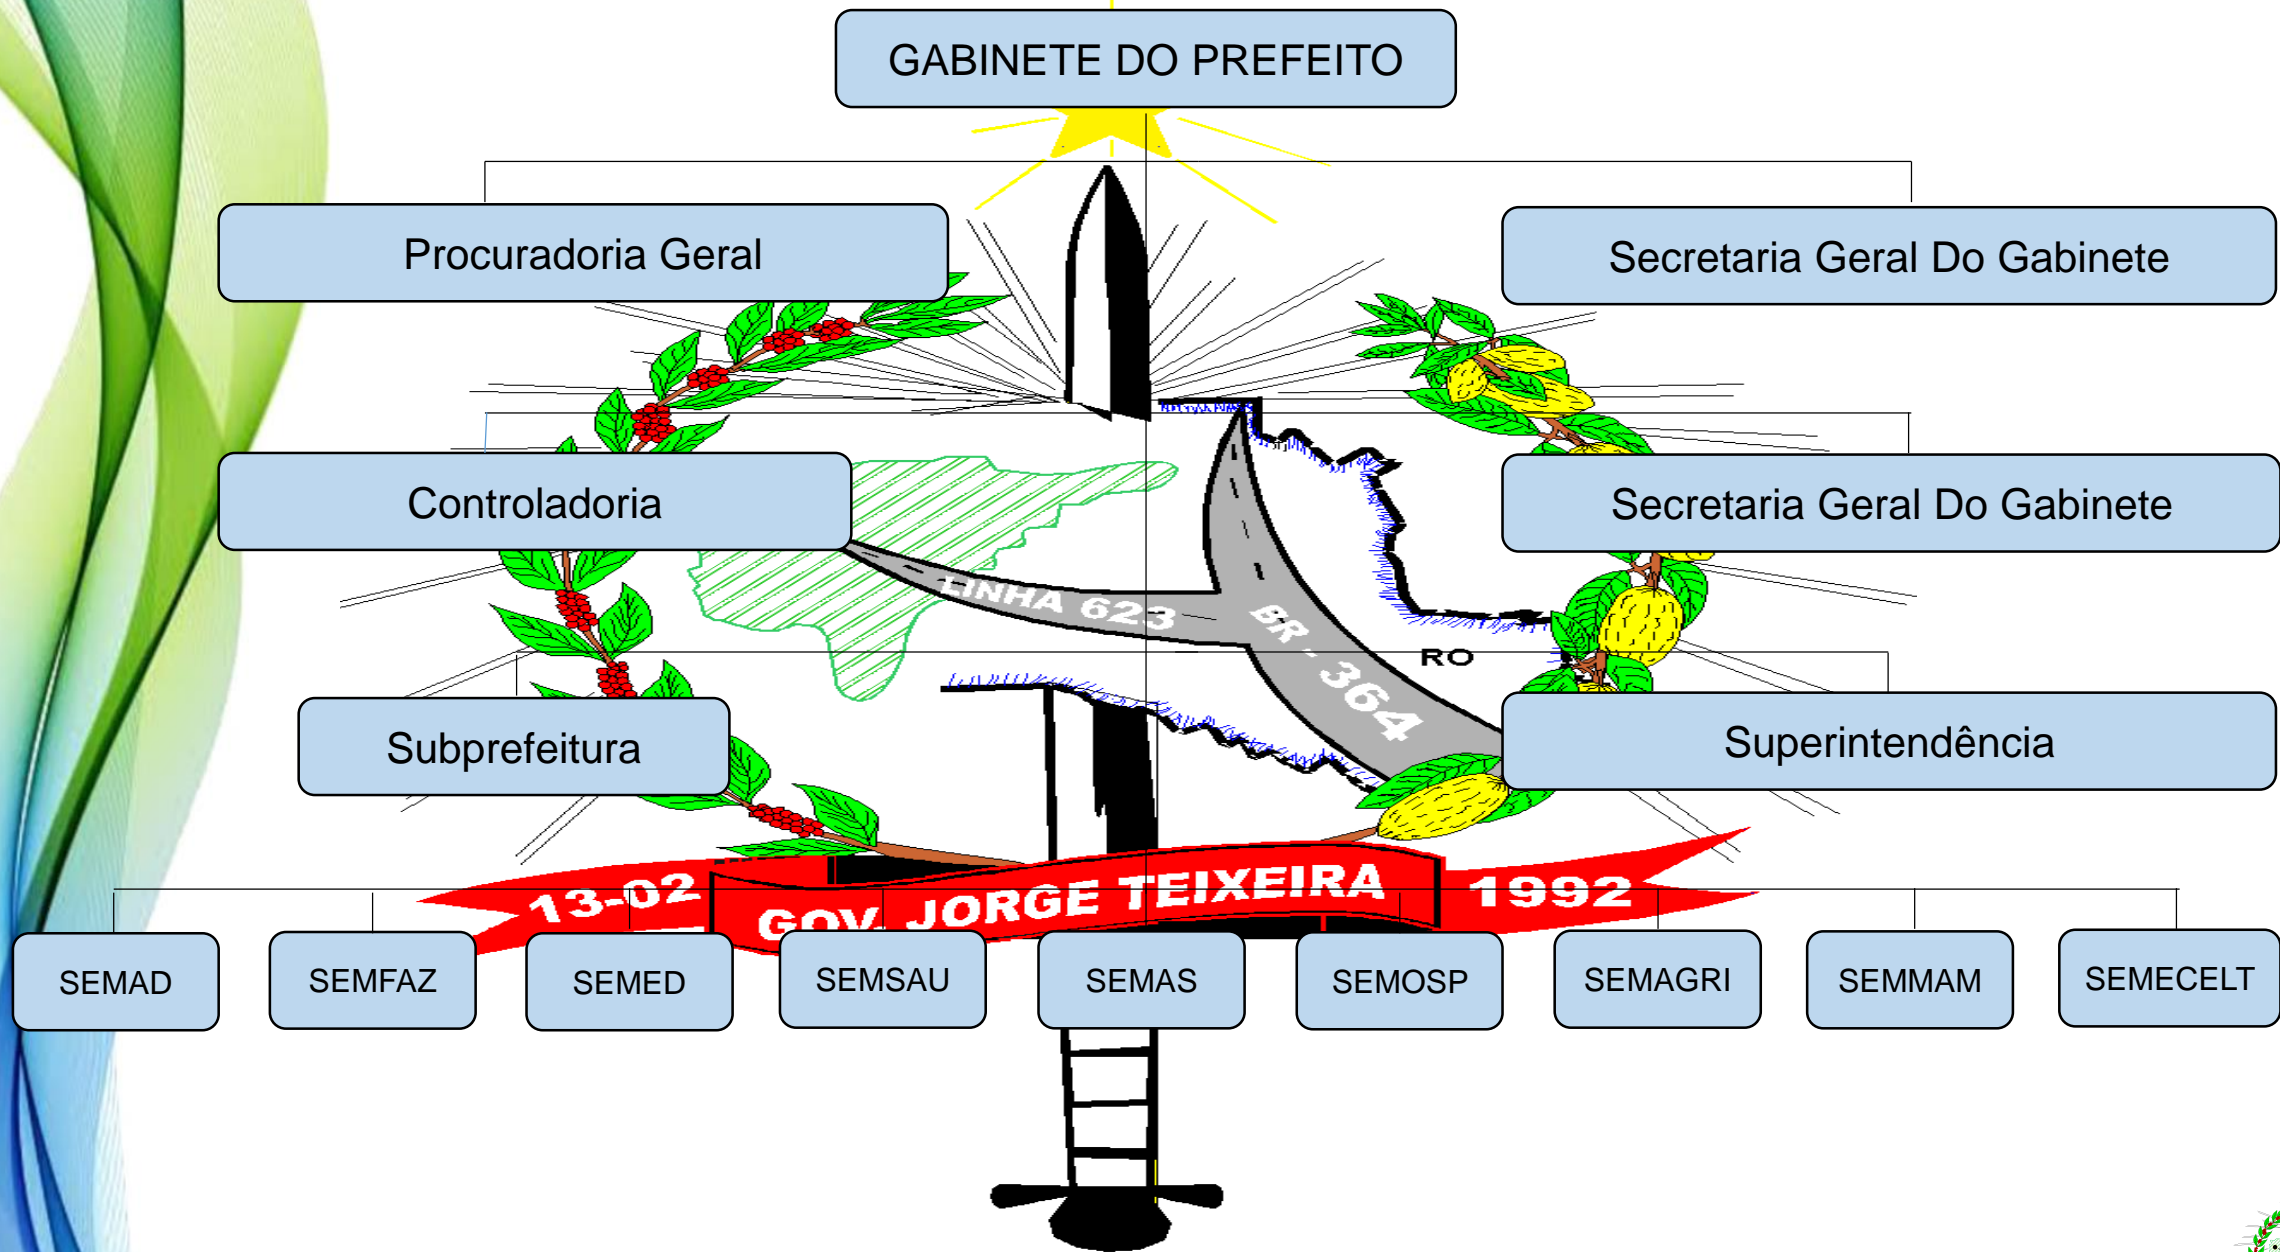 GABINETE DO PREFEITO
Procuradoria Geral
Secretaria Geral Do Gabinete
Controladoria
Secretaria Geral Do Gabinete
LINHA 623
BR - 364
RO
Subprefeitura
Superintendência
13-02
GOV. JORGE TEIXEIRA
1992
SEMAD
SEMFAZ
SEMED
SEMSAU
SEMAS
SEMOSP
SEMAGRI
SEMMAM
SEMECELT